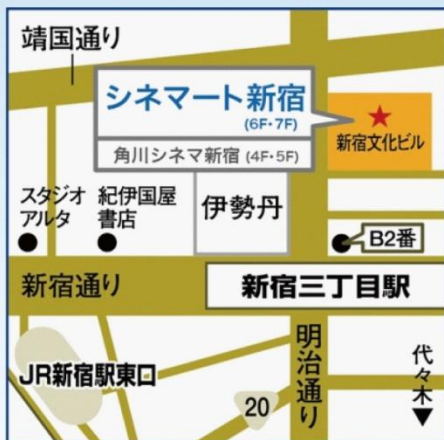 靖国通り
シネマート新宿
(6F・7F)
角川シネマ新宿 (4F・5F)
新宿文化ビル
スタジオ
アルタ
紀伊国屋
書店
伊勢丹
B2番
新宿通り
新宿三丁目駅
JR新宿駅東口
明治通り
20
代々木